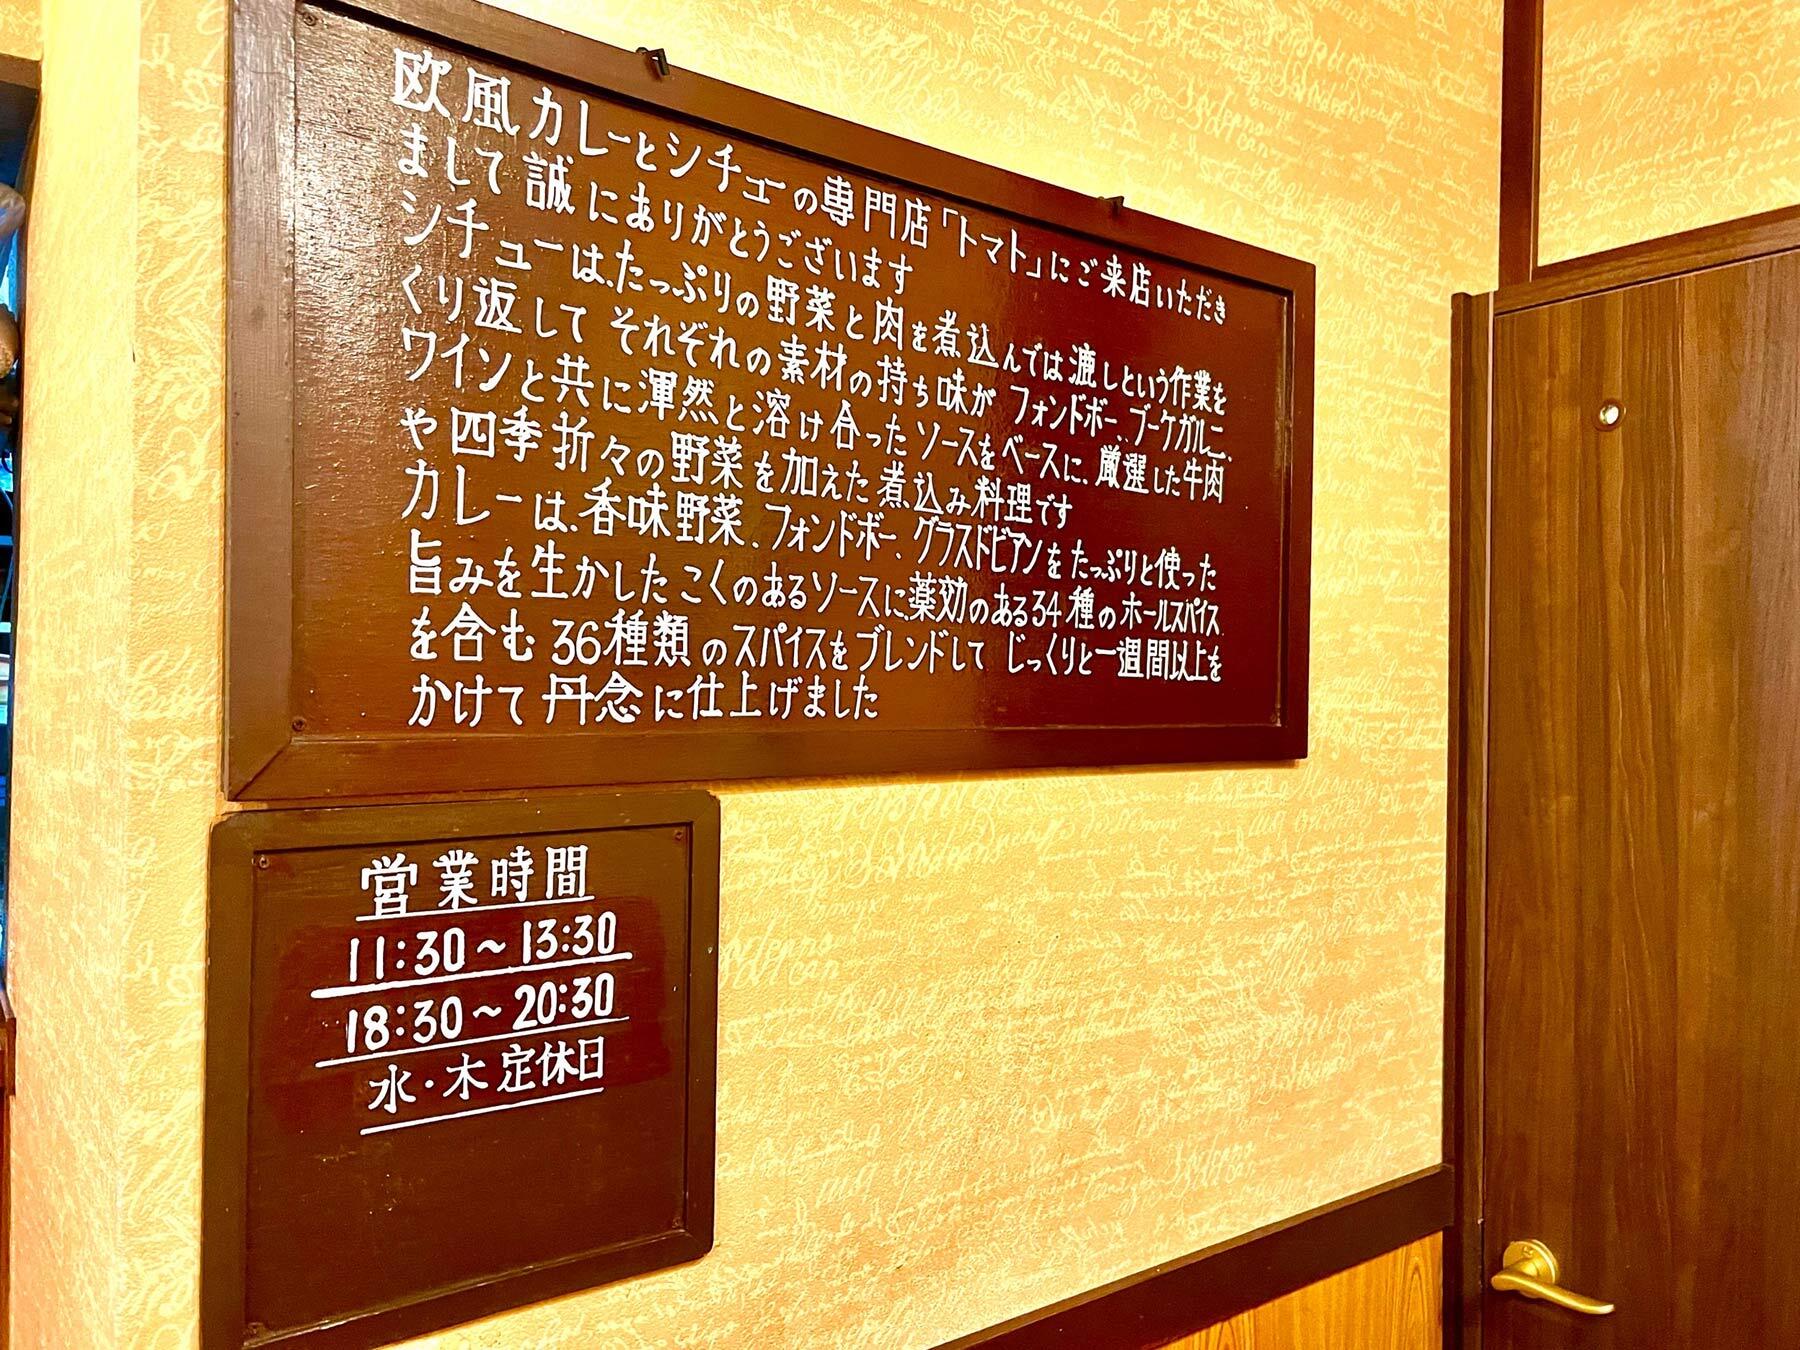 欧風カレーとシチューの専門店「トマト」にご来店いただき
まして誠にありがとうございます
シチューは、たっぷりの野菜と肉を煮込んでは漉しという作業を
くり返して それぞれの素材の持ち味が フォンドボー、ブーケガルニ、
ワインと共に渾然と溶け合ったソースをベースに、厳選した牛肉
や四季折々の野菜を加えた煮込み料理です
カレーは、香味野菜、フォンドボー、グラスドビアンをたっぷりと使った
旨みを生かしたこくのあるソースに、薬効のある34種のホールスパイス
を含む36種類のスパイスをブレンドして じっくりと一週間以上を
かけて丹念に仕上げました
営業時間
11:30～13:30
18:30～20:30
水・木定休日